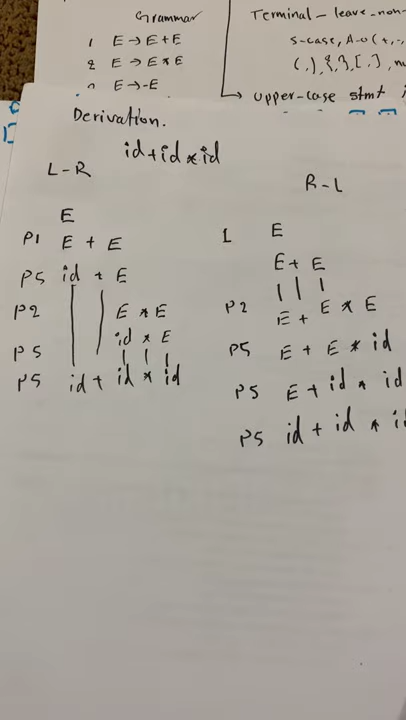 Grammar
1 E → E + E
2 E → E * E
E → -E
Terminal - leave - non-
s-case, A-o (+, -,
(,), {, }, [,],
upper-case stmt
Derivation.
id + id * id
L - R
E
P1 E + E
P5 id + E
P2 E * E
P5 id * E
P5 id + id * id
R - L
1 E
E + E
P2 E + E * E
P5 E + E * id
P5 E + id * id
P5 id + id *